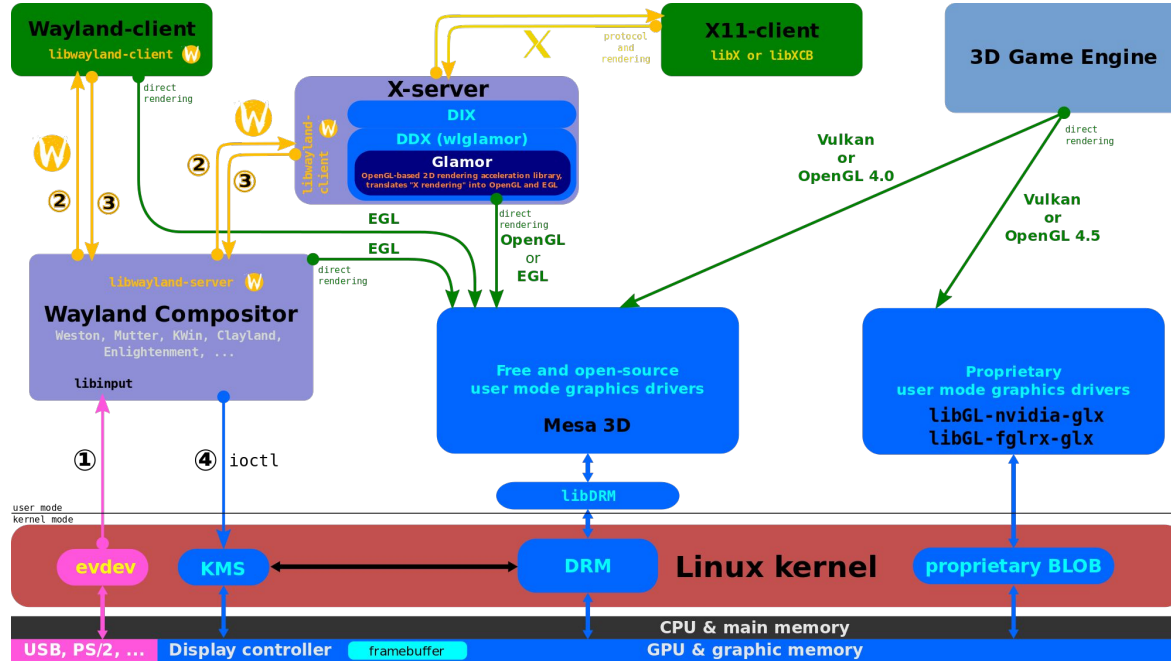 Wayland-client
libwayland-client
W
direct
rendering
X
protocol
and
rendering
X11-client
libX or libXCB
3D Game Engine
direct
rendering
X-server
DIX
DDX (wlglamor)
Glamor
OpenGL-based 2D rendering acceleration library,
translates "X rendering" into OpenGL and EGL
libwayland-
client
W
W
W
② ③
② ③
EGL
EGL
direct
rendering
direct
rendering
OpenGL
or
EGL
Vulkan
or
OpenGL 4.0
Vulkan
or
OpenGL 4.5
libwayland-server
W
Wayland Compositor
Weston, Mutter, KWin, Clayland,
Enlightenment, ...
libinput
Free and open-source
user mode graphics drivers
Mesa 3D
Proprietary
user mode graphics drivers
libGL-nvidia-glx
libGL-fglrx-glx
①
④ ioctl
libDRM
user mode
kernel mode
evdev
KMS
DRM
Linux kernel
proprietary BLOB
CPU & main memory
USB, PS/2, ...
Display controller
framebuffer
GPU & graphic memory